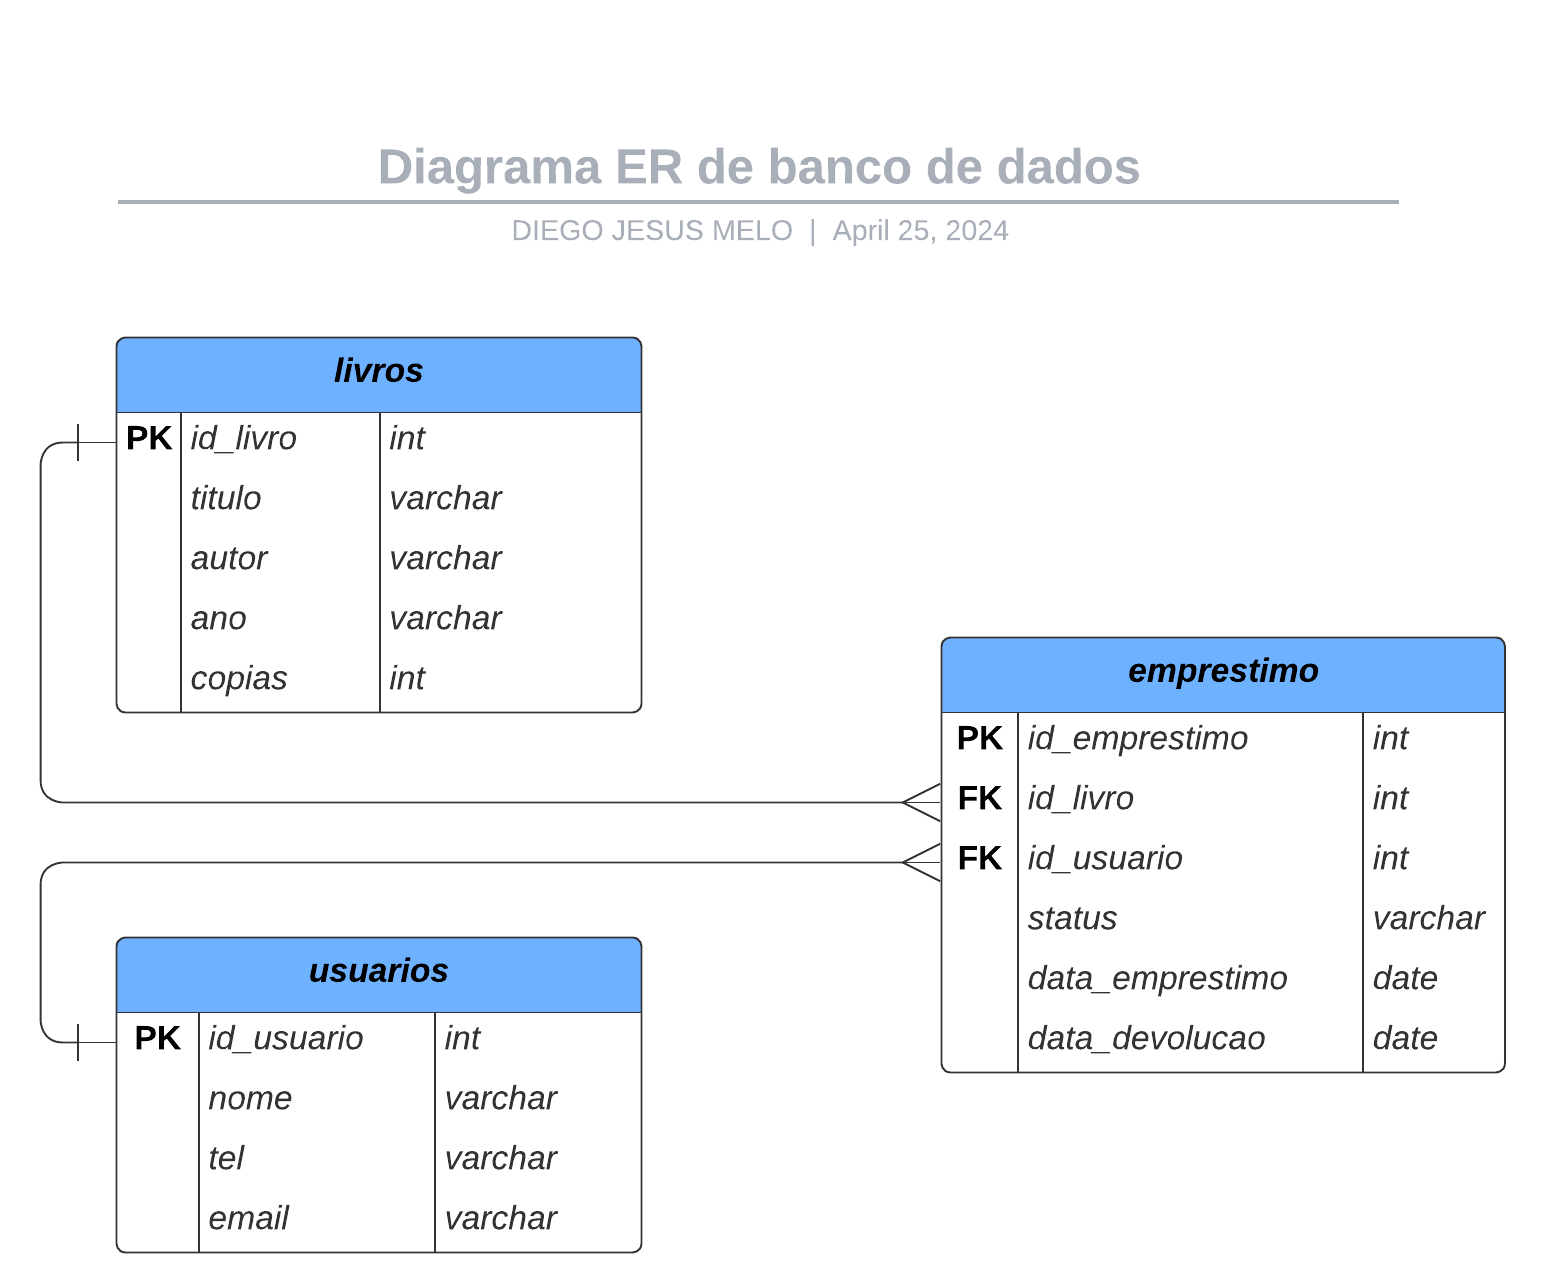 Diagrama ER de banco de dados
DIEGO JESUS MELO | April 25, 2024
livros
PK id_livro int
titulo varchar
autor varchar
ano varchar
copias int
emprestimo
PK id_emprestimo int
FK id_livro int
FK id_usuario int
status varchar
data_emprestimo date
data_devolucao date
usuarios
PK id_usuario int
nome varchar
tel varchar
email varchar